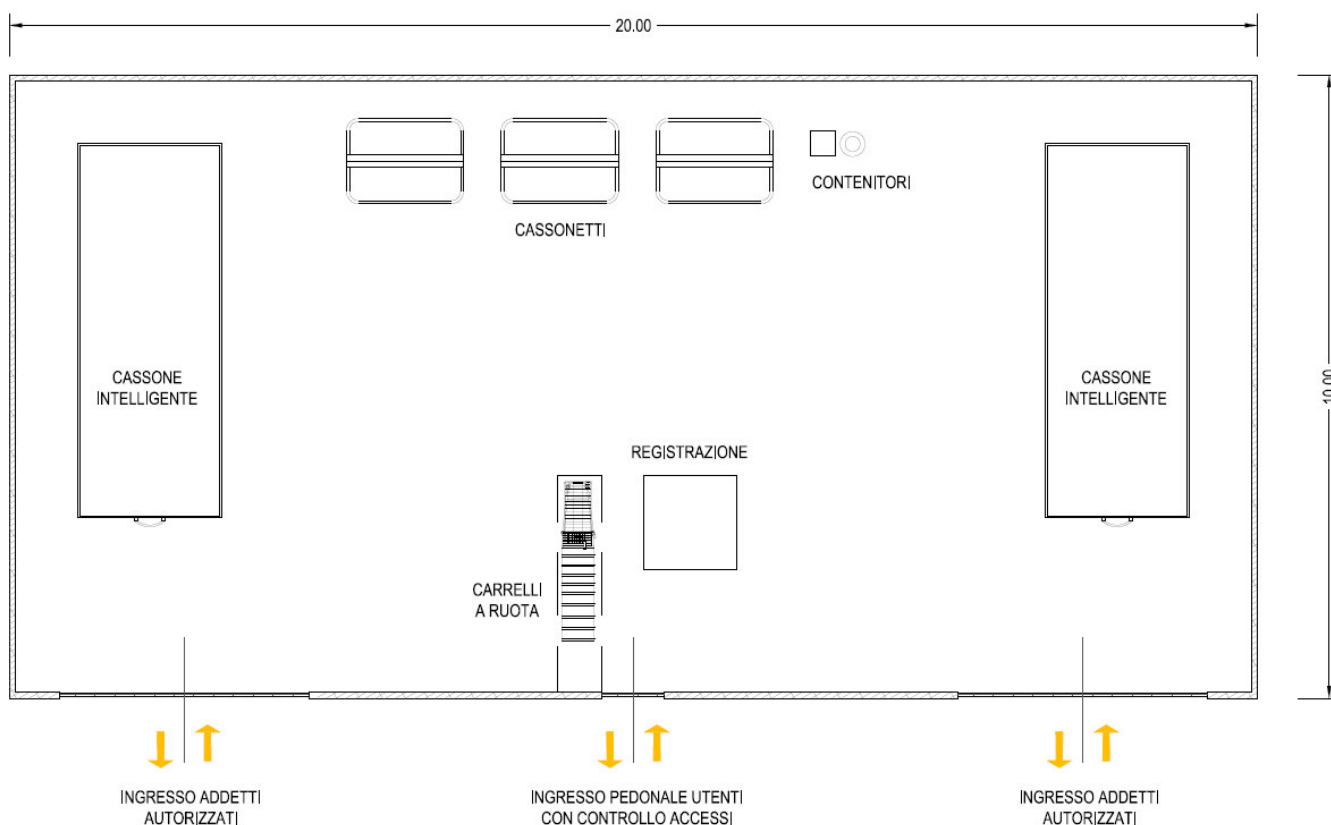 20.00
CONTENITORI
CASSONETTI
CASSONE
INTELLIGENTE
CASSONE
INTELLIGENTE
10.00
REGISTRAZIONE
CARRELLI
A RUOTA
INGRESSO ADDETTI
AUTORIZZATI
INGRESSO PEDONALE UTENTI
CON CONTROLLO ACCESSI
INGRESSO ADDETTI
AUTORIZZATI